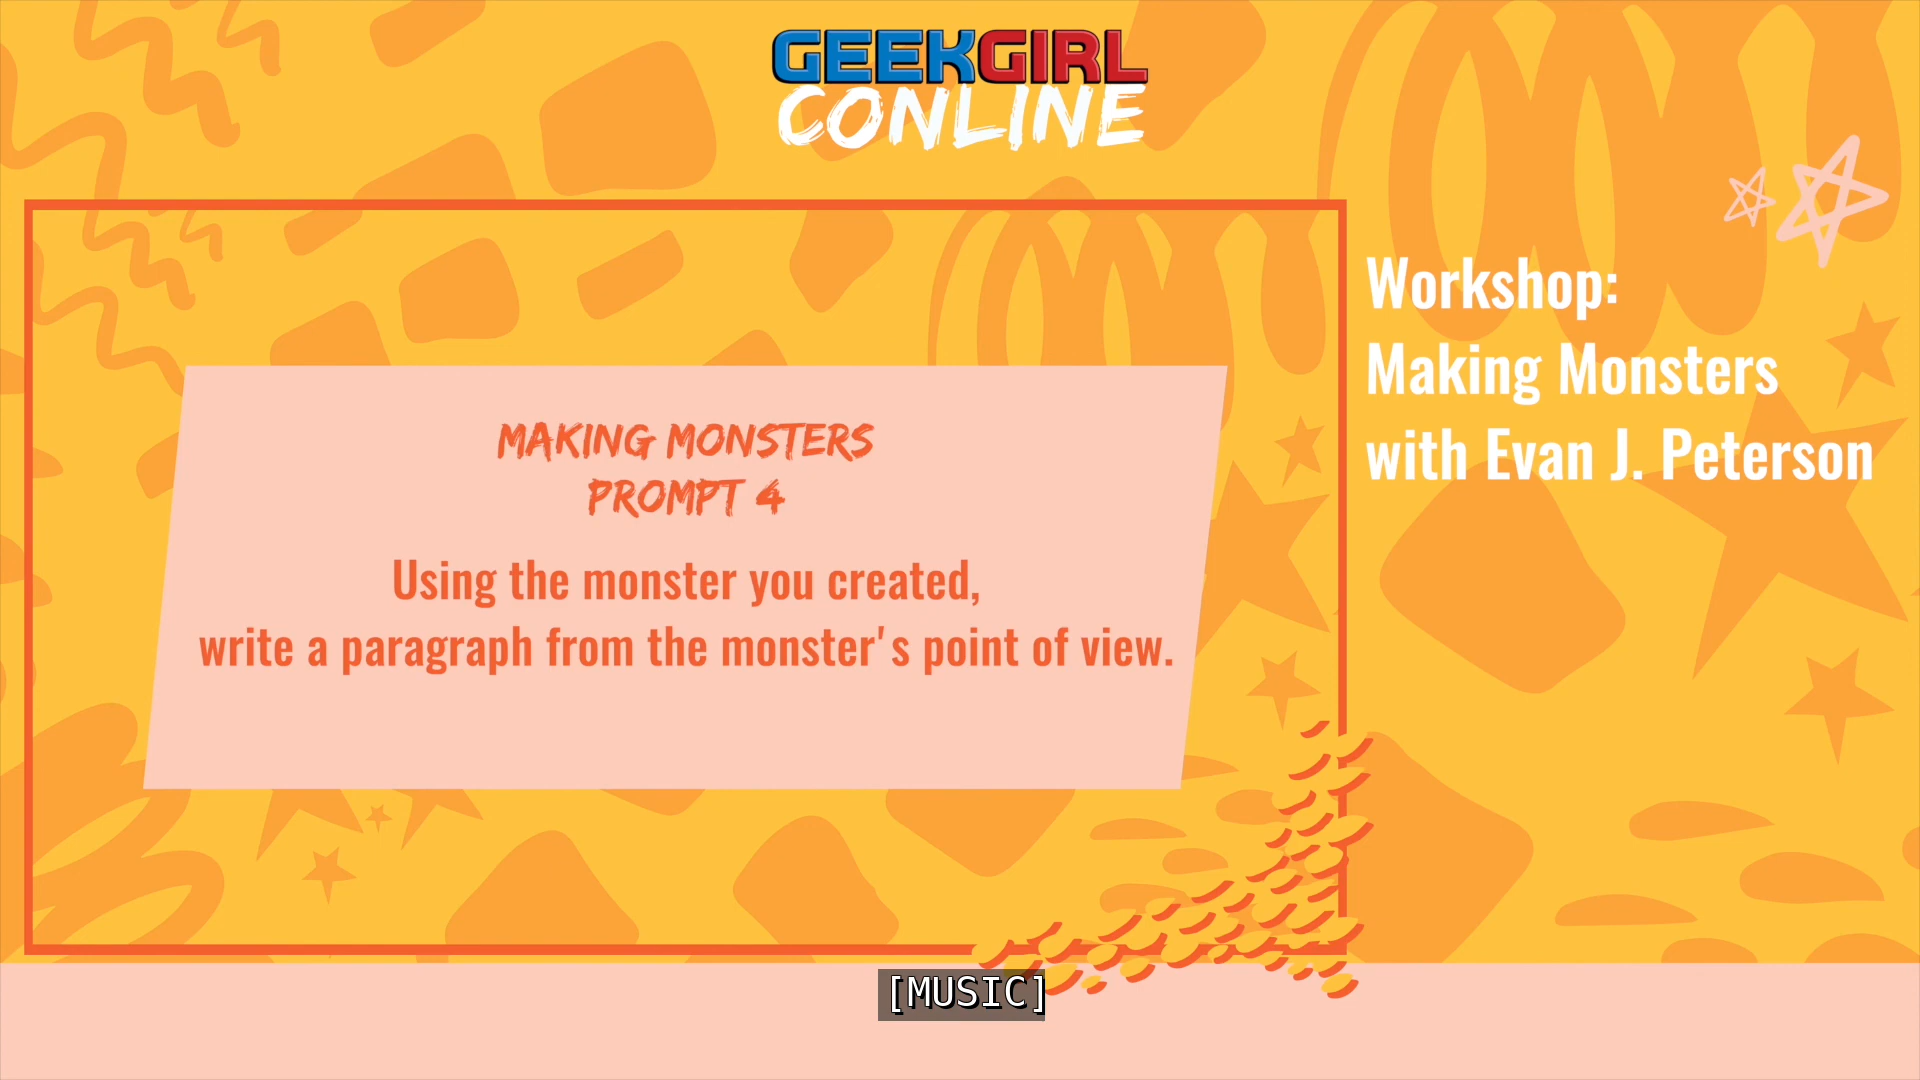 GEEKGIRL
CONLINE
Workshop:
Making Monsters
with Evan J. Peterson
MAKING MONSTERS
PROMPT 4
Using the monster you created,
write a paragraph from the monster's point of view.
[MUSIC]